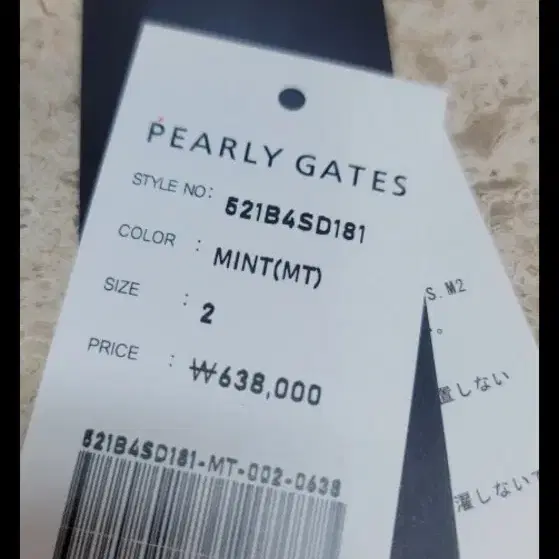 PEARLY GATES
STYLE NO: 521B4SD181
COLOR : MINT(MT)
SIZE : 2
PRICE : ₩638,000
521B4SD181-MT-002-0638
S.M2
。
置しない
濯しない